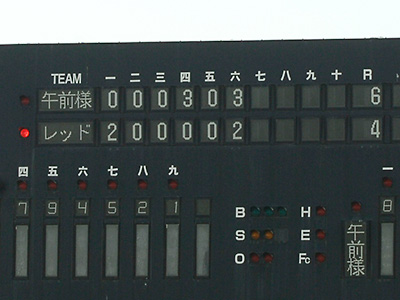 TEAM 一 二 三 四 五 六 七 八 九 十 R
午前様 0 0 0 3 0 3 6
レッド 2 0 0 0 0 2 4
四 五 六 七 八 九 一
7 9 4 5 2 1 8
B H
S E
O Fc
午前様